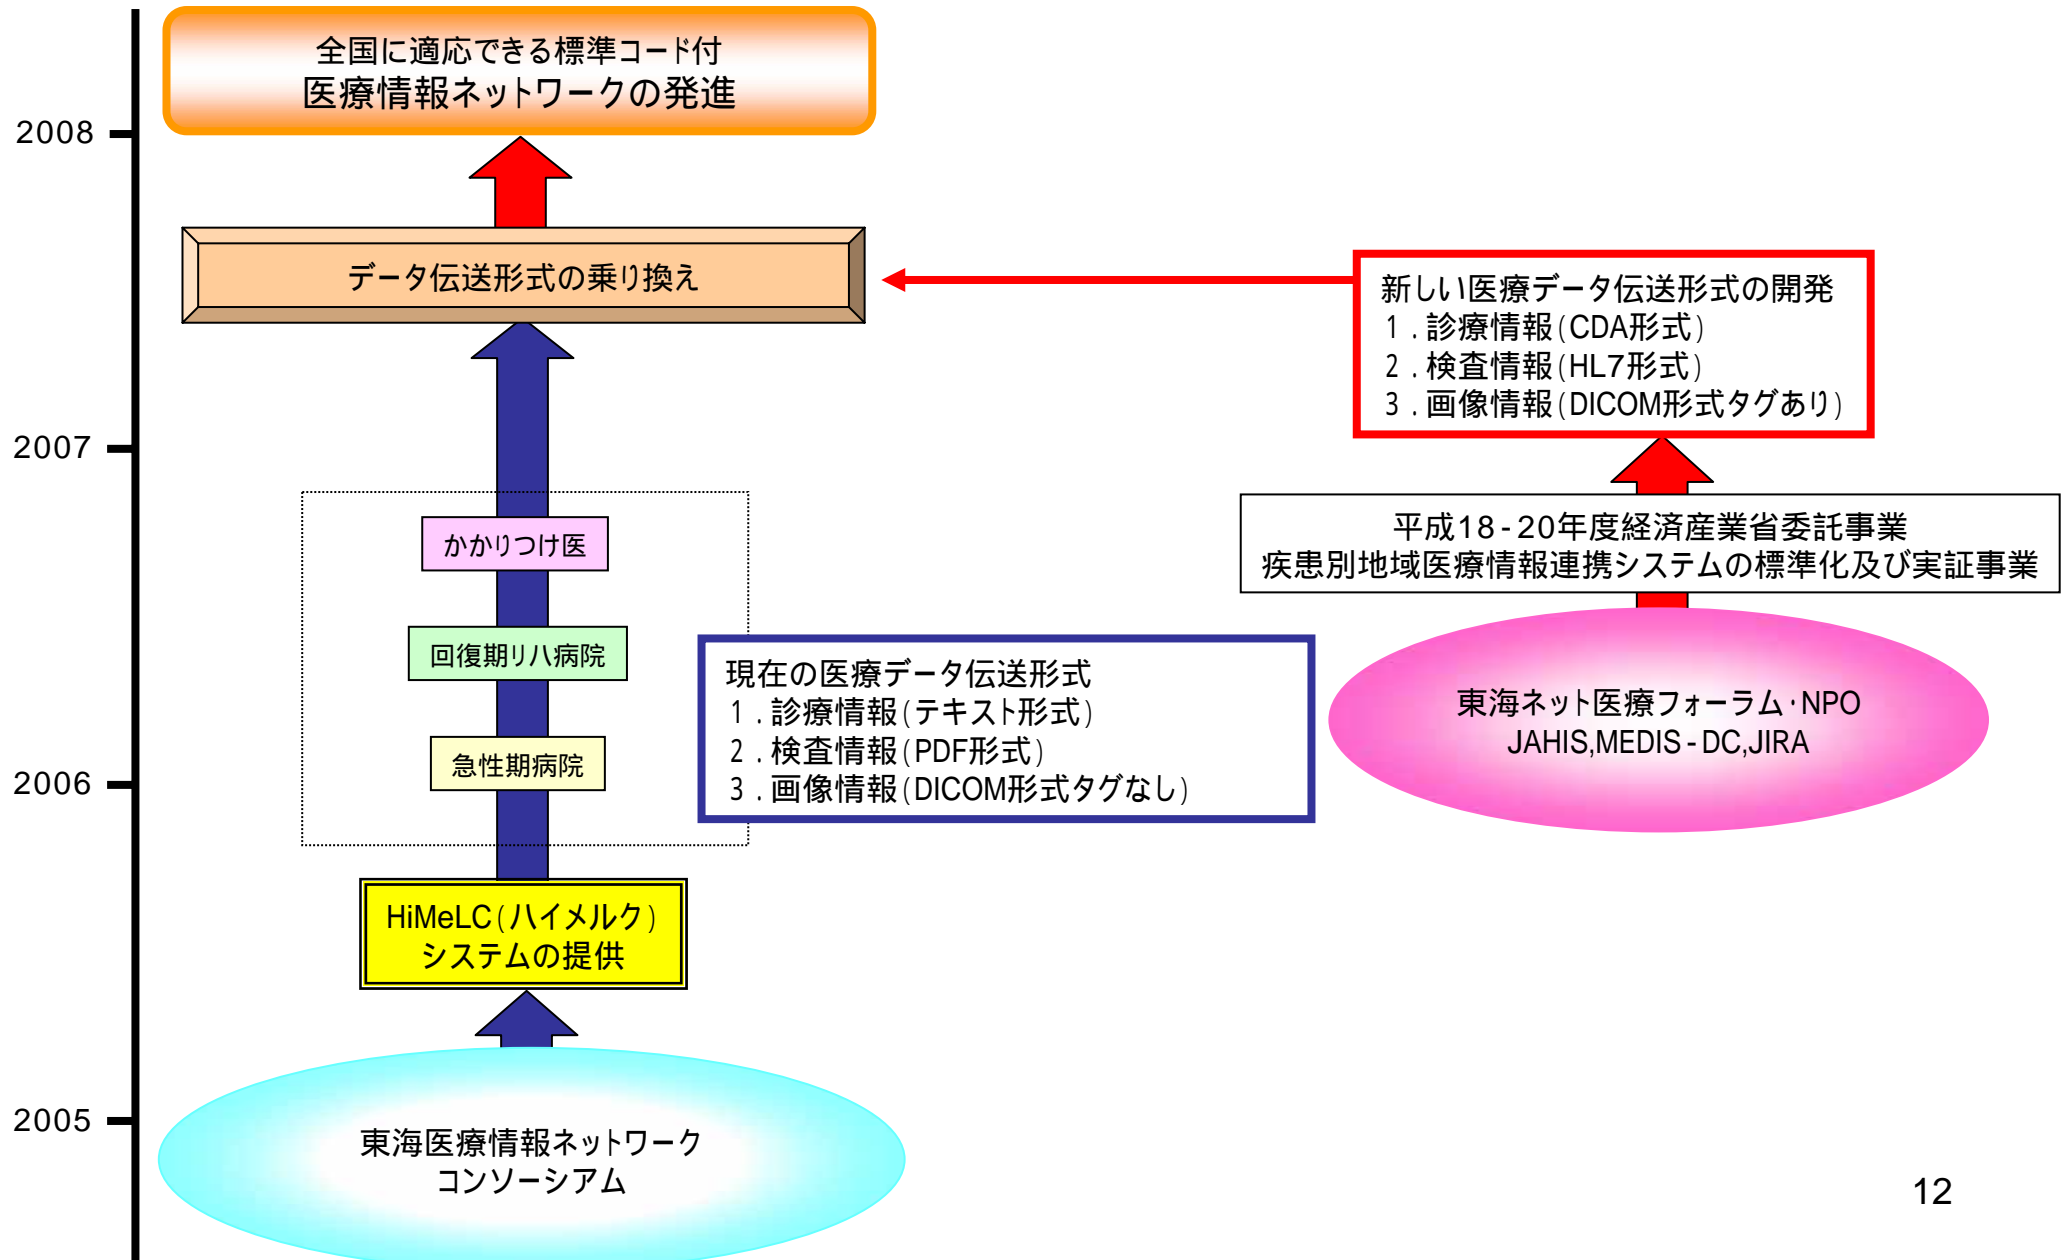 全国に適応できる標準コード付
医療情報ネットワークの発進
2008
データ伝送形式の乗り換え
新しい医療データ伝送形式の開発
１．診療情報(CDA形式)
２．検査情報(HL7形式)
３．画像情報(DICOM形式タグあり)
2007
かかりつけ医
平成18-20年度経済産業省委託事業
疾患別地域医療情報連携システムの標準化及び実証事業
回復期リハ病院
現在の医療データ伝送形式
１．診療情報(テキスト形式)
２．検査情報(PDF形式)
３．画像情報(DICOM形式タグなし)
東海ネット医療フォーラム・NPO
JAHIS,MEDIS-DC,JIRA
急性期病院
2006
HiMeLC(ハイメルク)
システムの提供
2005
東海医療情報ネットワーク
コンソーシアム
12